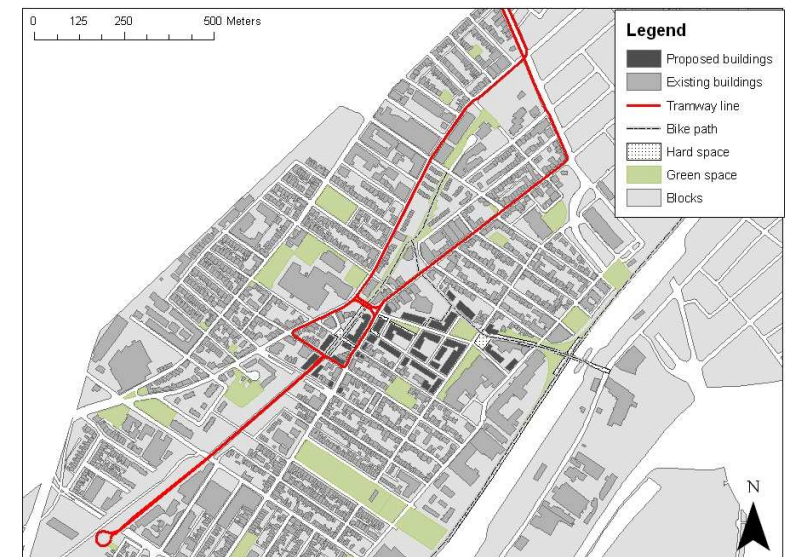 0 125 250 500 Meters
Legend
Proposed buildings
Existing buildings
Tramway line
Bike path
Hard space
Green space
Blocks
N